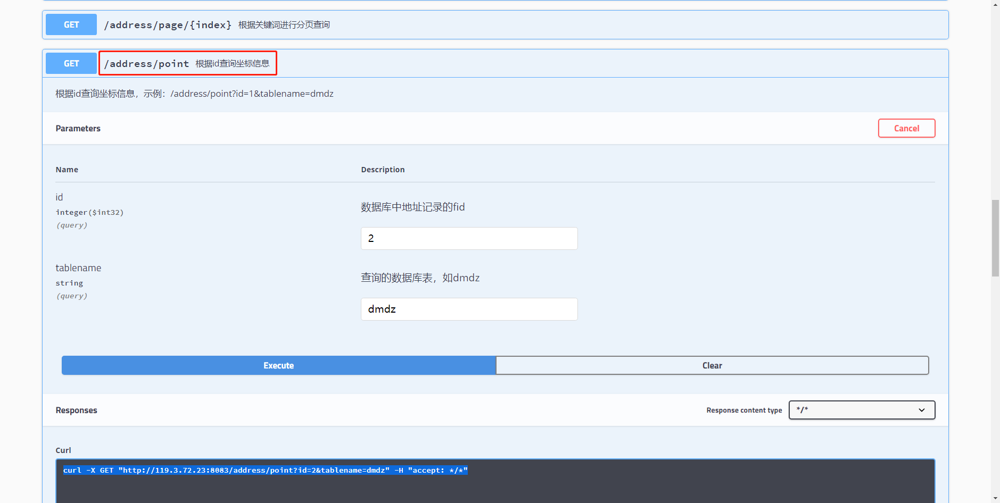 GET /address/page/{index} 根据关键词进行分页查询
GET /address/point 根据id查询坐标信息
根据id查询坐标信息，示例：/address/point?id=1&tablename=dmdz
Parameters Cancel
Name Description
id
integer($int32)
(query)
数据库中地址记录的fid
2
tablename
string
(query)
查询的数据库表，如dmdz
dmdz
Execute Clear
Responses Response content type */*
Curl
curl -X GET "http://119.3.72.23:8083/address/point?id=2&tablename=dmdz" -H "accept: */*"